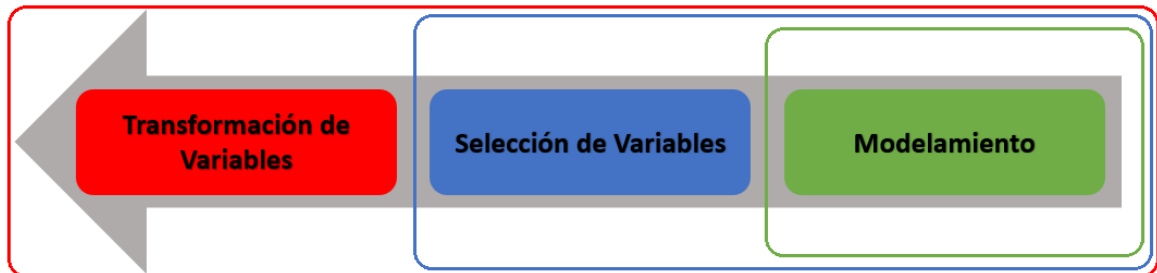 Transformación de
Variables
Selección de Variables
Modelamiento